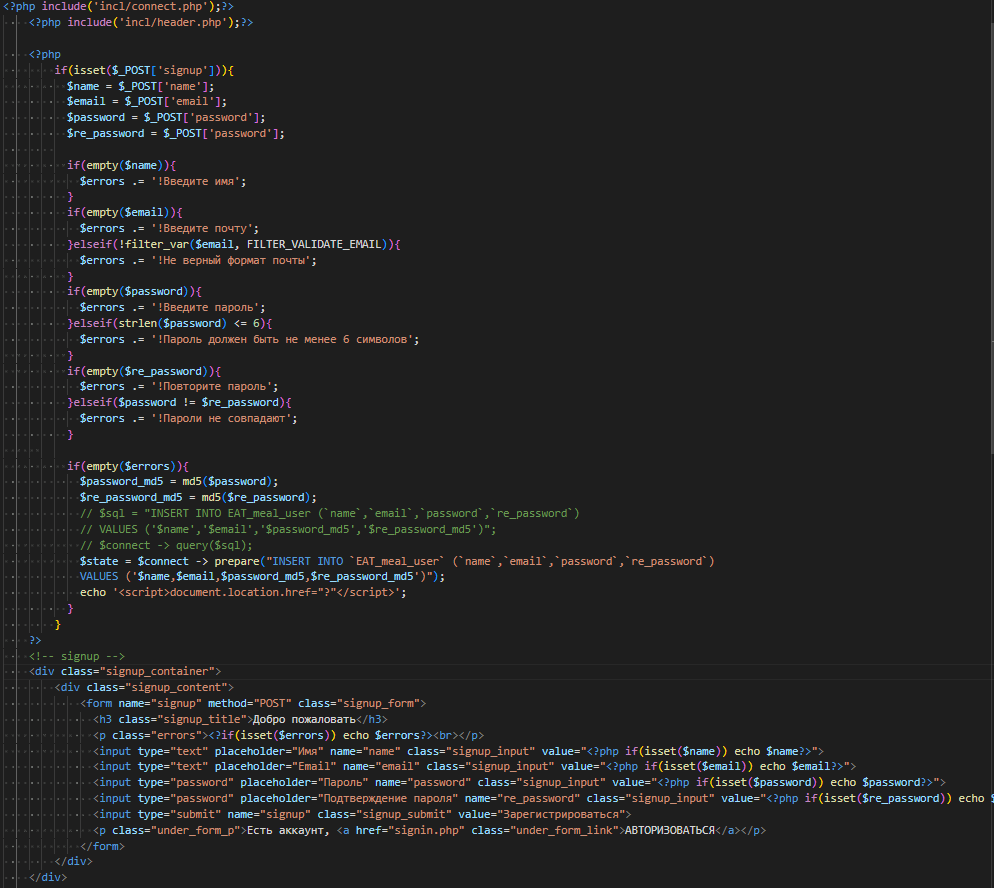 <?php include('incl/connect.php');?>
<?php include('incl/header.php');?>
<?php
if(isset($_POST['signup'])){
$name = $_POST['name'];
$email = $_POST['email'];
$password = $_POST['password'];
$re_password = $_POST['password'];
if(empty($name)){
$errors .= '!Введите имя';
}
if(empty($email)){
$errors .= '!Введите почту';
}elseif(!filter_var($email, FILTER_VALIDATE_EMAIL)){
$errors .= '!Не верный формат почты';
}
if(empty($password)){
$errors .= '!Введите пароль';
}elseif(strlen($password) <= 6){
$errors .= '!Пароль должен быть не менее 6 символов';
}
if(empty($re_password)){
$errors .= '!Повторите пароль';
}elseif($password != $re_password){
$errors .= '!Пароли не совпадают';
}
if(empty($errors)){
$password_md5 = md5($password);
$re_password_md5 = md5($re_password);
// $sql = "INSERT INTO EAT_meal_user (`name`,`email`,`password`,`re_password`)
// VALUES ('$name','$email','$password_md5','$re_password_md5')";
// $connect -> query($sql);
$state = $connect -> prepare("INSERT INTO `EAT_meal_user` (`name`,`email`,`password`,`re_password`)
VALUES ('$name,$email,$password_md5,$re_password_md5')");
echo '<script>document.location.href="?"</script>';
}
}
?>
<!-- signup -->
<div class="signup_container">
<div class="signup_content">
<form name="signup" method="POST" class="signup_form">
<h3 class="signup_title">Добро пожаловать</h3>
<p class="errors"><?if(isset($errors)) echo $errors?><br></p>
<input type="text" placeholder="Имя" name="name" class="signup_input" value="<?php if(isset($name)) echo $name?>">
<input type="text" placeholder="Email" name="email" class="signup_input" value="<?php if(isset($email)) echo $email?>">
<input type="password" placeholder="Пароль" name="password" class="signup_input" value="<?php if(isset($password)) echo $password?>">
<input type="password" placeholder="Подтверждение пароля" name="re_password" class="signup_input" value="<?php if(isset($re_password)) echo $
<input type="submit" name="signup" class="signup_submit" value="Зарегистрироваться">
<p class="under_form_p">Есть аккаунт, <a href="signin.php" class="under_form_link">АВТОРИЗОВАТЬСЯ</a></p>
</form>
</div>
</div>